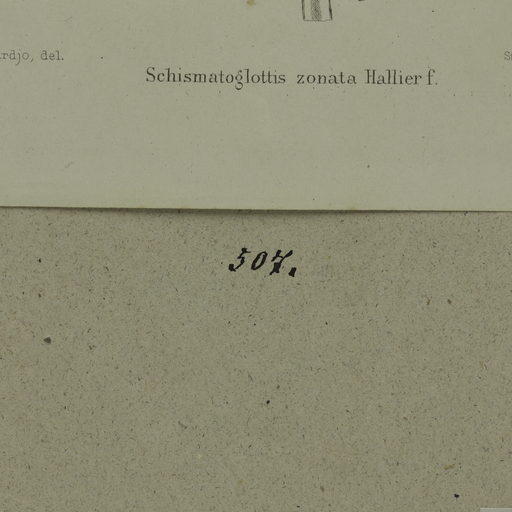 rdjo, del.
Schismatoglottis zonata Hallier f.
507.